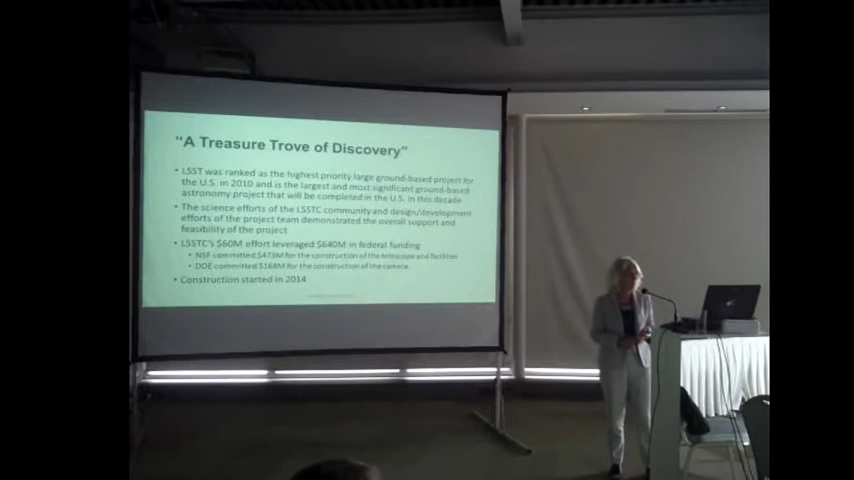 “A Treasure Trove of Discovery”
• LSST was ranked as the highest priority large ground-based project for
the U.S. in 2010 and is the largest and most significant ground-based
astronomy project that will be completed in the U.S. in this decade
• The science efforts of the LSSTC community and design/development
efforts of the project team demonstrated the overall support and
feasibility of the project
• LSSTC's $60M effort leveraged $640M in federal funding
• NSF committed $473M for the construction of the telescope and facilities
• DOE committed $168M for the construction of the camera
• Construction started in 2014